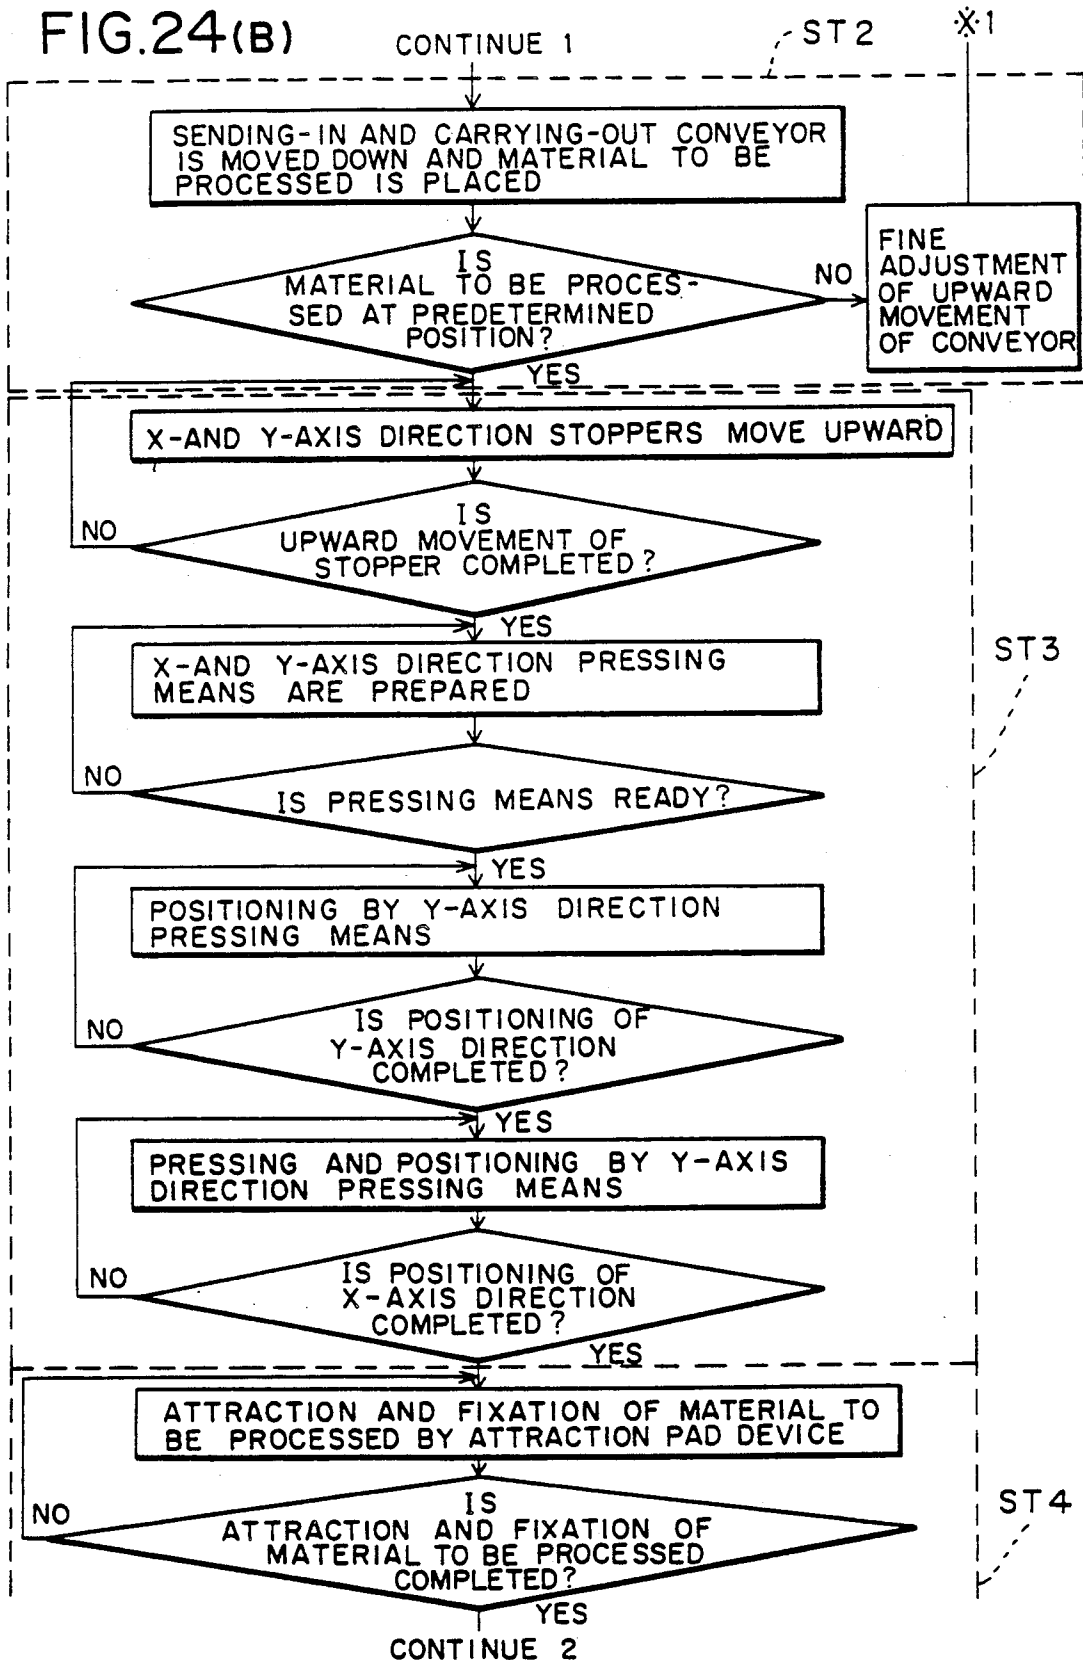 FIG.24(B)
CONTINUE 1
ST2
※1
SENDING-IN AND CARRYING-OUT CONVEYOR
IS MOVED DOWN AND MATERIAL TO BE
PROCESSED IS PLACED
IS
MATERIAL TO BE PROCES-
SED AT PREDETERMINED
POSITION?
NO
FINE
ADJUSTMENT
OF UPWARD
MOVEMENT
OF CONVEYOR
YES
X-AND Y-AXIS DIRECTION STOPPERS MOVE UPWARD
IS
UPWARD MOVEMENT OF
STOPPER COMPLETED?
NO
YES
X-AND Y-AXIS DIRECTION PRESSING
MEANS ARE PREPARED
ST3
IS PRESSING MEANS READY?
NO
YES
POSITIONING BY Y-AXIS DIRECTION
PRESSING MEANS
IS POSITIONING OF
Y-AXIS DIRECTION
COMPLETED?
NO
YES
PRESSING AND POSITIONING BY Y-AXIS
DIRECTION PRESSING MEANS
IS POSITIONING OF
X-AXIS DIRECTION
COMPLETED?
NO
YES
ATTRACTION AND FIXATION OF MATERIAL TO
BE PROCESSED BY ATTRACTION PAD DEVICE
IS
ATTRACTION AND FIXATION OF
MATERIAL TO BE PROCESSED
COMPLETED?
NO
ST4
YES
CONTINUE 2